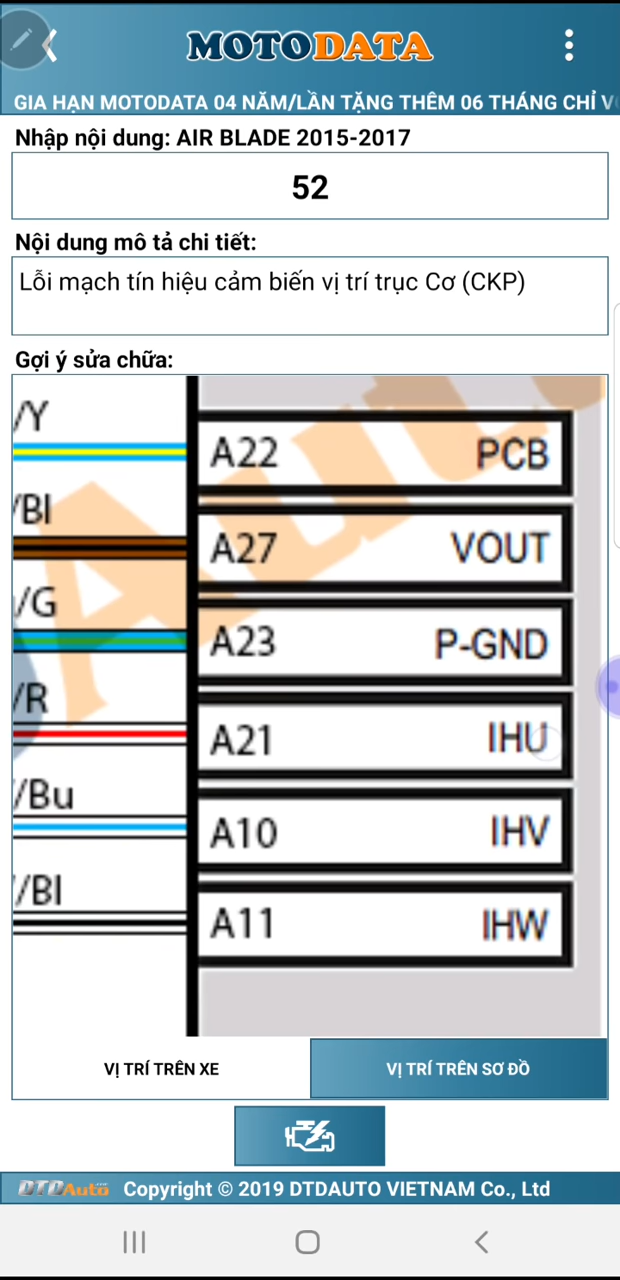 MOTODATA
GIA HẠN MOTODATA 04 NĂM/LẦN TẶNG THÊM 06 THÁNG CHỈ V
Nhập nội dung: AIR BLADE 2015-2017
52
Nội dung mô tả chi tiết:
Lỗi mạch tín hiệu cảm biến vị trí trục Cơ (CKP)
Gợi ý sửa chữa:
/Y
A22 PCB
/Bl
A27 VOUT
/G
A23 P-GND
/R
A21 IHU
/Bu
A10 IHV
/Bl
A11 IHW
VỊ TRÍ TRÊN XE
VỊ TRÍ TRÊN SƠ ĐỒ
DTDAuto Copyright © 2019 DTDAUTO VIETNAM Co., Ltd